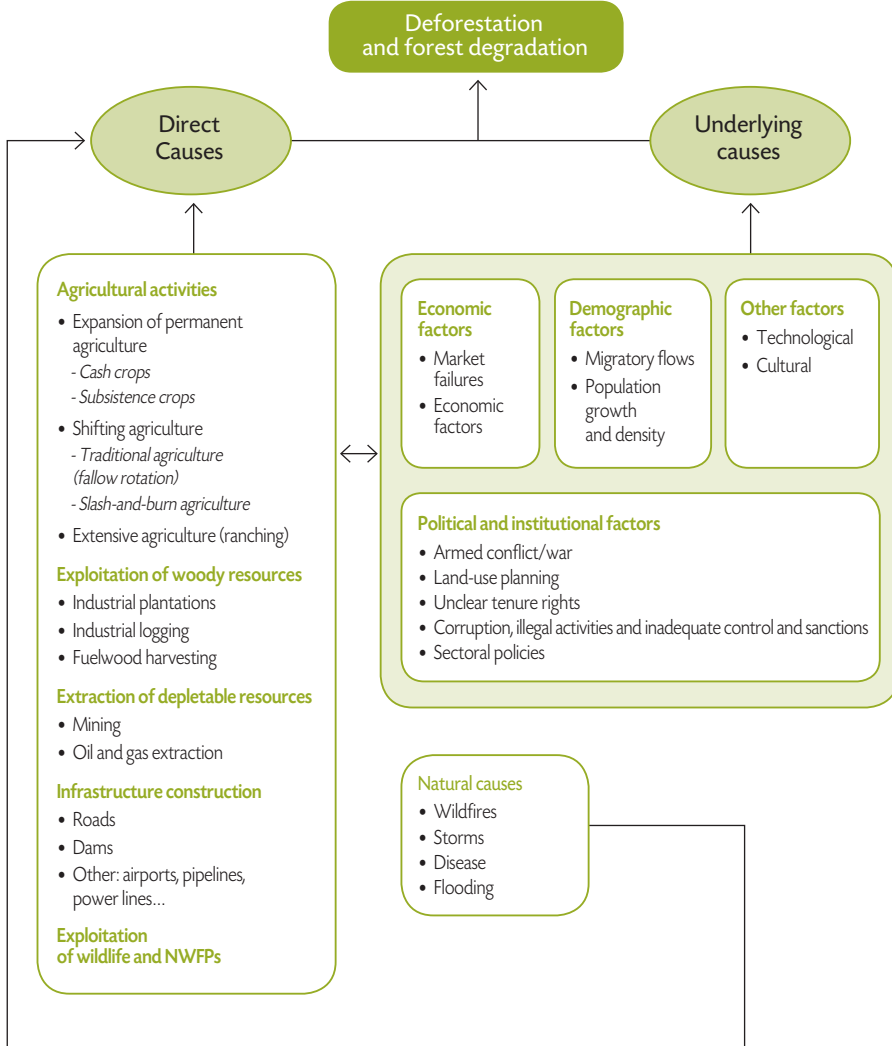 Deforestation
and forest degradation
Direct
Causes
Underlying
causes
Agricultural activities
• Expansion of permanent
agriculture
- Cash crops
- Subsistence crops
• Shifting agriculture
- Traditional agriculture
(fallow rotation)
- Slash-and-burn agriculture
• Extensive agriculture (ranching)
Exploitation of woody resources
• Industrial plantations
• Industrial logging
• Fuelwood harvesting
Extraction of depletable resources
• Mining
• Oil and gas extraction
Infrastructure construction
• Roads
• Dams
• Other: airports, pipelines,
power lines...
Exploitation
of wildlife and NWFPs
Economic
factors
• Market
failures
• Economic
factors
Demographic
factors
• Migratory flows
• Population
growth
and density
Other factors
• Technological
• Cultural
Political and institutional factors
• Armed conflict/war
• Land-use planning
• Unclear tenure rights
• Corruption, illegal activities and inadequate control and sanctions
• Sectoral policies
Natural causes
• Wildfires
• Storms
• Disease
• Flooding